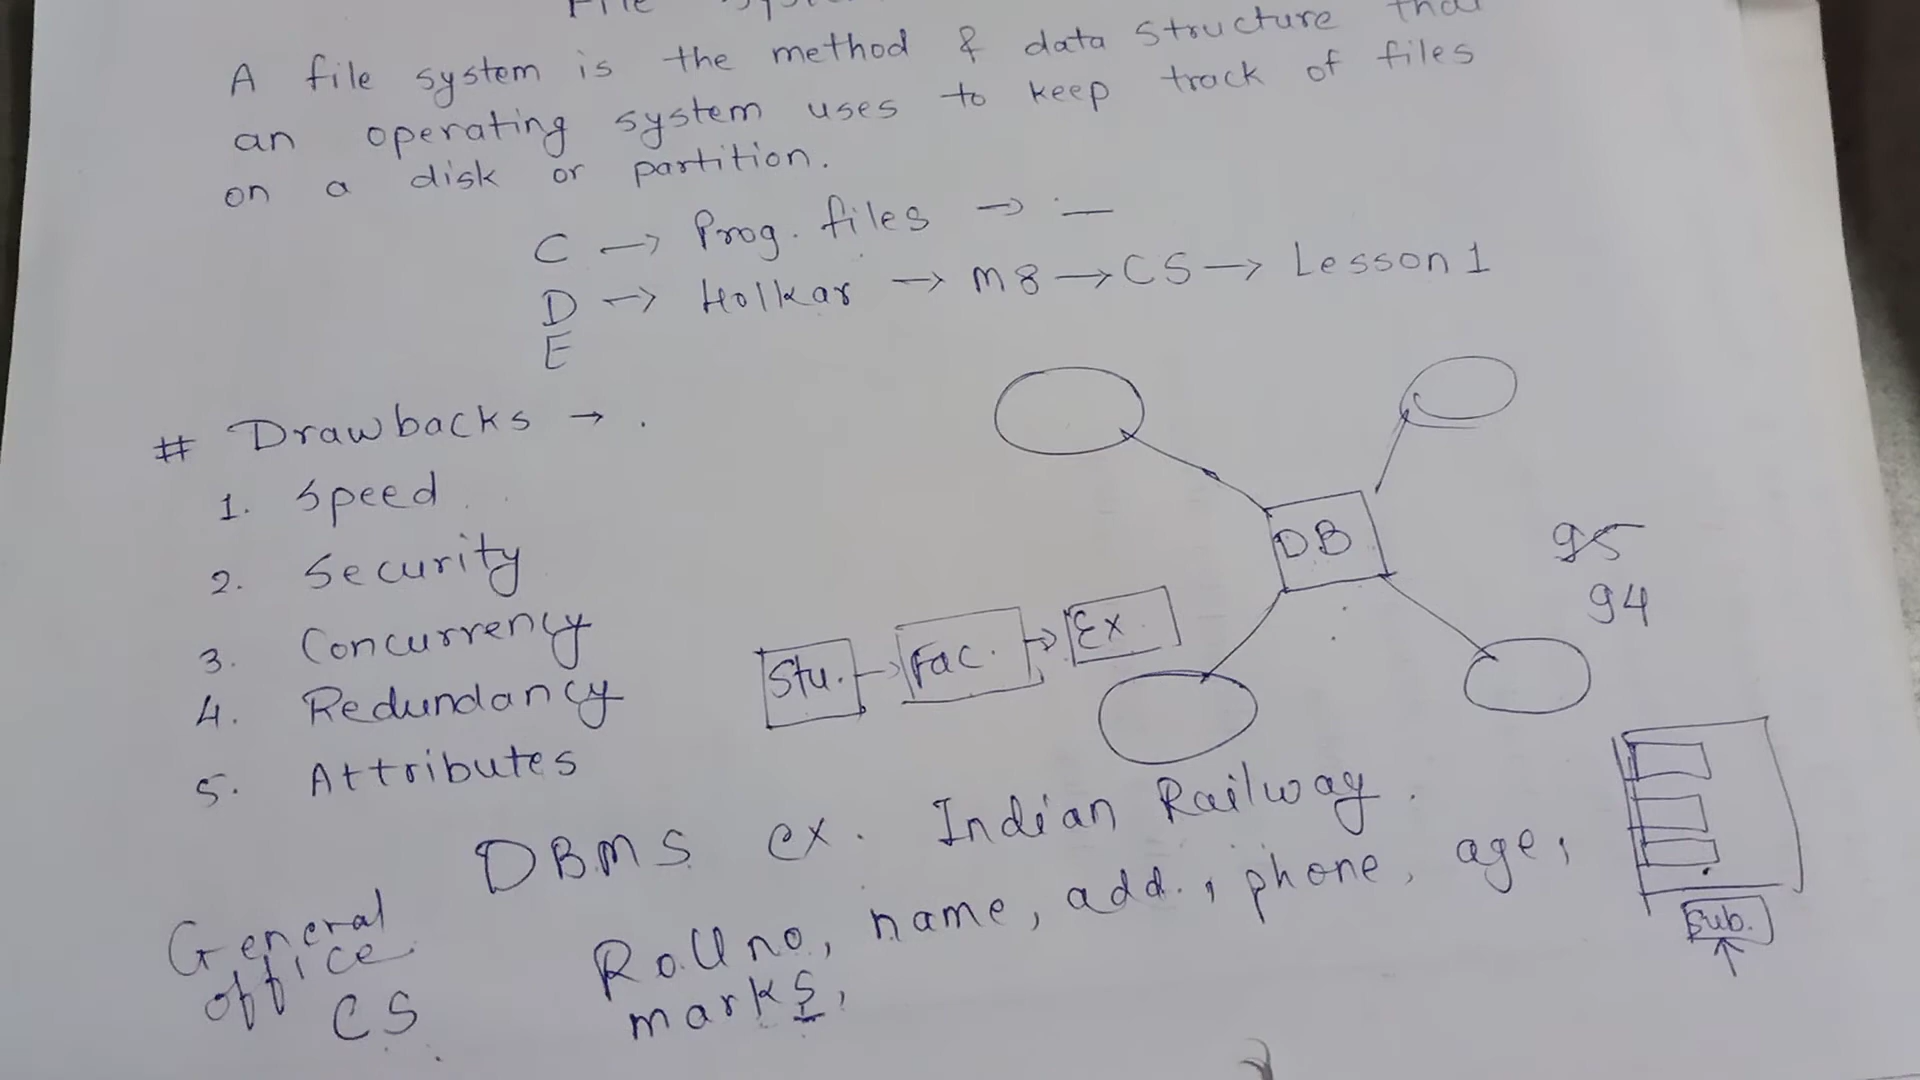 File System
A file system is the method & data structure that
an operating system uses to keep track of files
on a disk or partition.
C → Prog. files → —
D → Holkar → M8 → CS → Lesson 1
E
# Drawbacks →
1. Speed
2. Security
3. Concurrency
4. Redundancy
5. Attributes
DB
95
94
Stu. → Fac. → Ex.
DBMS ex. Indian Railway.
General
office
CS
Rollno, name, add., phone, age,
marks,
Sub.